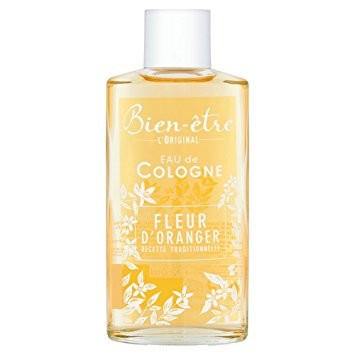 Bien-être
L'ORIGINAL
EAU de
COLOGNE
FLEUR
D'ORANGER
RECETTE TRADITIONNELLE